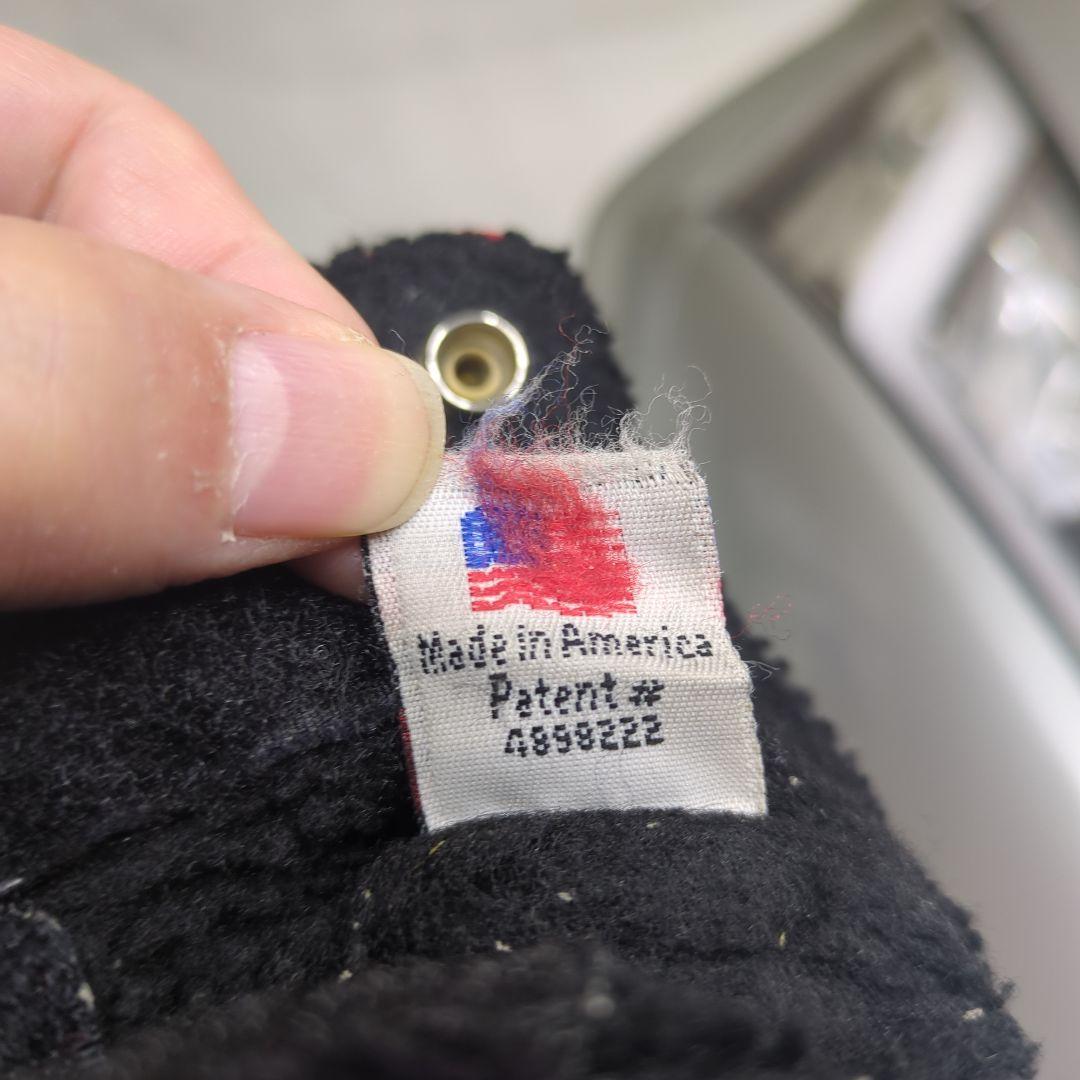 Made in America
Patent #
4898222